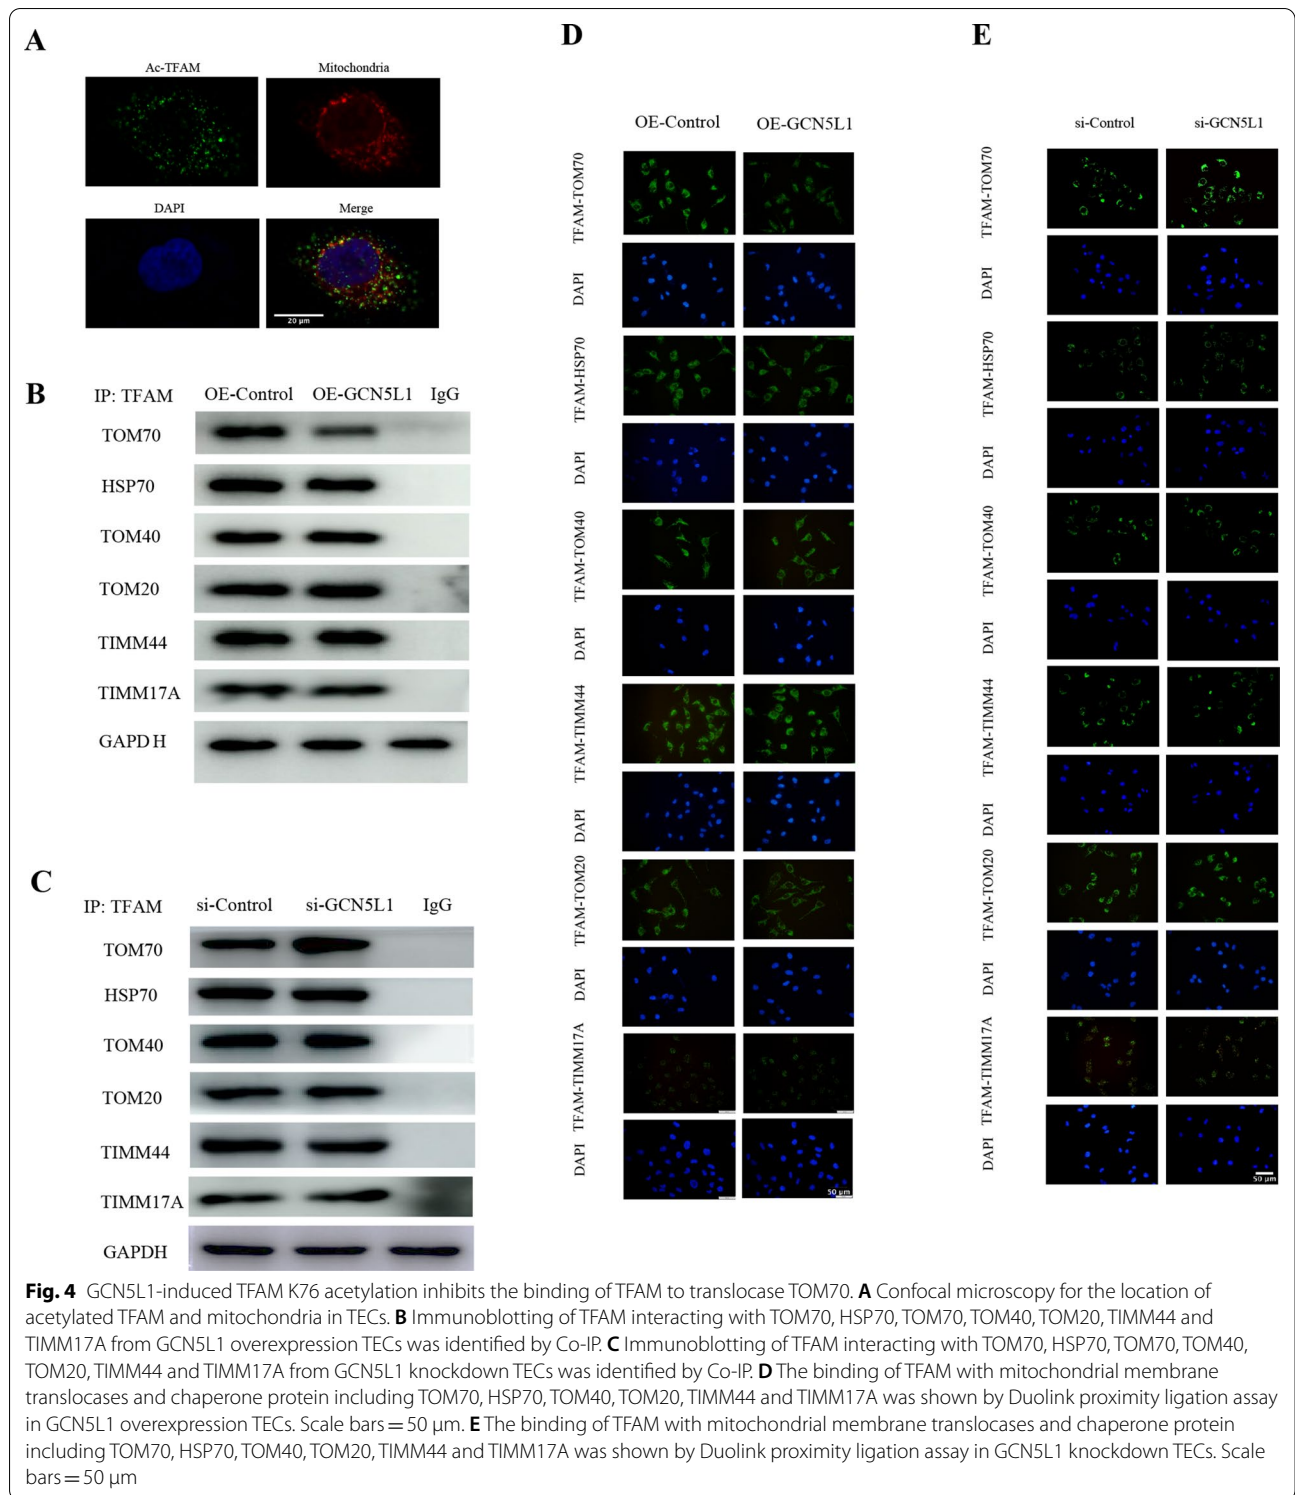 A
Ac-TFAM Mitochondria
DAPI Merge
20 μm
B
IP: TFAM OE-Control OE-GCN5L1 IgG
TOM70
HSP70
TOM40
TOM20
TIMM44
TIMM17A
GAPD H
C
IP: TFAM si-Control si-GCN5L1 IgG
TOM70
HSP70
TOM40
TOM20
TIMM44
TIMM17A
GAPDH
D
OE-Control OE-GCN5L1
TFAM-TOM70
DAPI
TFAM-HSP70
DAPI
TFAM-TOM40
DAPI
TFAM-TIMM44
DAPI
TFAM-TOM20
DAPI
TFAM-TIMM17A
DAPI
50 μm
E
si-Control si-GCN5L1
TFAM-TOM70
DAPI
TFAM-HSP70
DAPI
TFAM-TOM40
DAPI
TFAM-TIMM44
DAPI
TFAM-TOM20
DAPI
TFAM-TIMM17A
DAPI
50 μm
Fig. 4 GCN5L1-induced TFAM K76 acetylation inhibits the binding of TFAM to translocase TOM70. A Confocal microscopy for the location of
acetylated TFAM and mitochondria in TECs. B Immunoblotting of TFAM interacting with TOM70, HSP70, TOM70, TOM40, TOM20, TIMM44 and
TIMM17A from GCN5L1 overexpression TECs was identified by Co-IP. C Immunoblotting of TFAM interacting with TOM70, HSP70, TOM70, TOM40,
TOM20, TIMM44 and TIMM17A from GCN5L1 knockdown TECs was identified by Co-IP. D The binding of TFAM with mitochondrial membrane
translocases and chaperone protein including TOM70, HSP70, TOM40, TOM20, TIMM44 and TIMM17A was shown by Duolink proximity ligation assay
in GCN5L1 overexpression TECs. Scale bars = 50 μm. E The binding of TFAM with mitochondrial membrane translocases and chaperone protein
including TOM70, HSP70, TOM40, TOM20, TIMM44 and TIMM17A was shown by Duolink proximity ligation assay in GCN5L1 knockdown TECs. Scale
bars = 50 μm